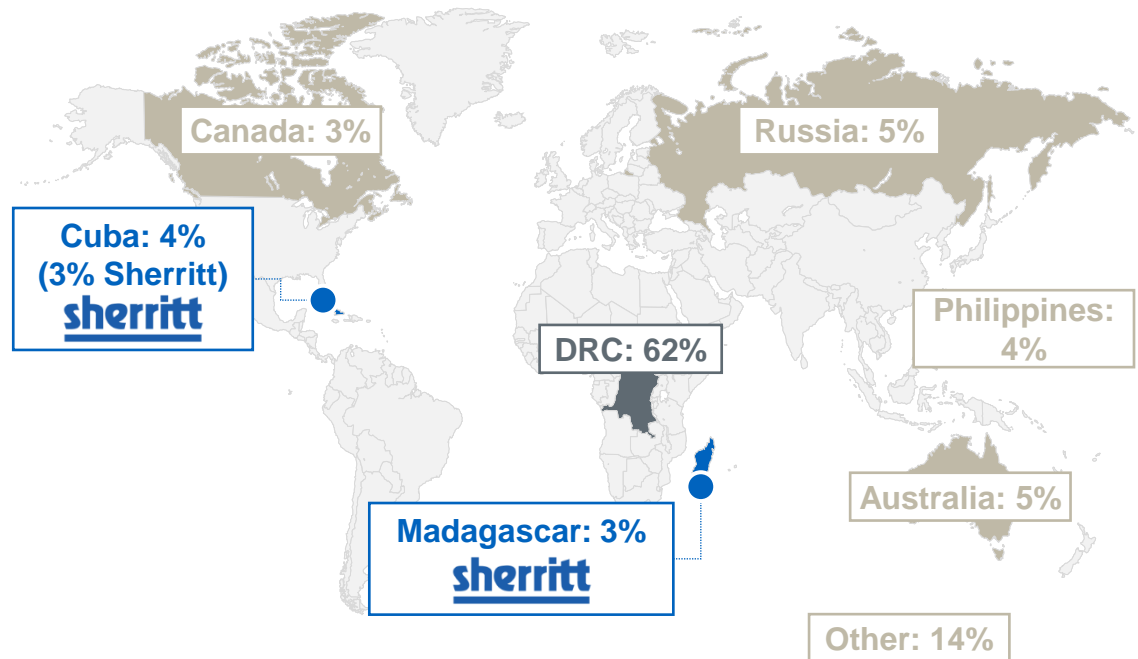 Canada: 3%
Russia: 5%
Cuba: 4%
(3% Sherritt)
sherritt
Philippines:
4%
DRC: 62%
Australia: 5%
Madagascar: 3%
sherritt
Other: 14%